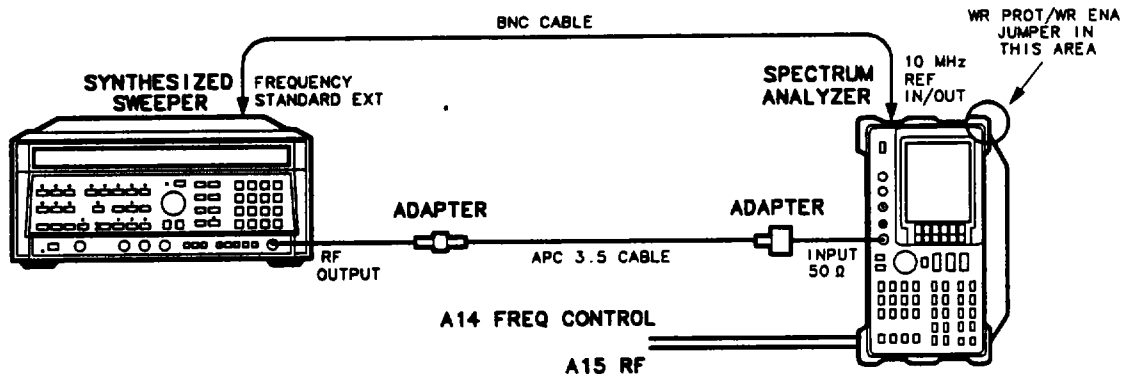 BNC CABLE
WR PROT/WR ENA
JUMPER IN
THIS AREA
SYNTHESIZED
SWEEPER
FREQUENCY
STANDARD EXT
SPECTRUM
ANALYZER
10 MHz
REF
IN/OUT
ADAPTER
ADAPTER
RF
OUTPUT
APC 3.5 CABLE
INPUT
50 Ω
A14 FREQ CONTROL
A15 RF